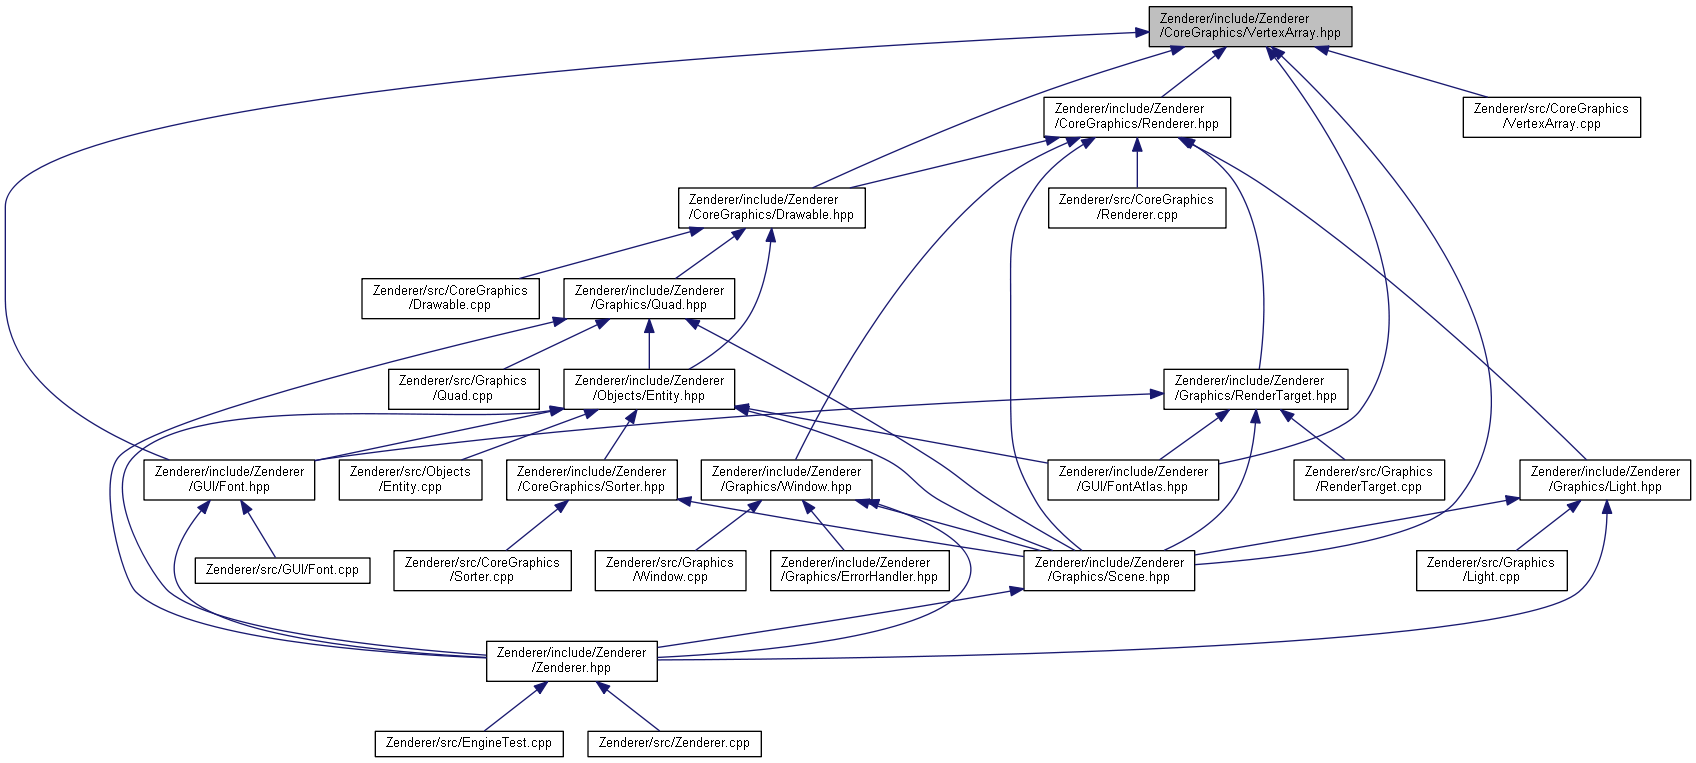 Zenderer/include/Zenderer
/CoreGraphics/VertexArray.hpp
Zenderer/include/Zenderer
/CoreGraphics/Renderer.hpp
Zenderer/src/CoreGraphics
/VertexArray.cpp
Zenderer/include/Zenderer
/CoreGraphics/Drawable.hpp
Zenderer/src/CoreGraphics
/Renderer.cpp
Zenderer/src/CoreGraphics
/Drawable.cpp
Zenderer/include/Zenderer
/Graphics/Quad.hpp
Zenderer/src/Graphics
/Quad.cpp
Zenderer/include/Zenderer
/Objects/Entity.hpp
Zenderer/include/Zenderer
/Graphics/RenderTarget.hpp
Zenderer/include/Zenderer
/GUI/Font.hpp
Zenderer/src/Objects
/Entity.cpp
Zenderer/include/Zenderer
/CoreGraphics/Sorter.hpp
Zenderer/include/Zenderer
/Graphics/Window.hpp
Zenderer/include/Zenderer
/GUI/FontAtlas.hpp
Zenderer/src/Graphics
/RenderTarget.cpp
Zenderer/include/Zenderer
/Graphics/Light.hpp
Zenderer/src/GUI/Font.cpp
Zenderer/src/CoreGraphics
/Sorter.cpp
Zenderer/src/Graphics
/Window.cpp
Zenderer/include/Zenderer
/Graphics/ErrorHandler.hpp
Zenderer/include/Zenderer
/Graphics/Scene.hpp
Zenderer/src/Graphics
/Light.cpp
Zenderer/include/Zenderer
/Zenderer.hpp
Zenderer/src/EngineTest.cpp
Zenderer/src/Zenderer.cpp